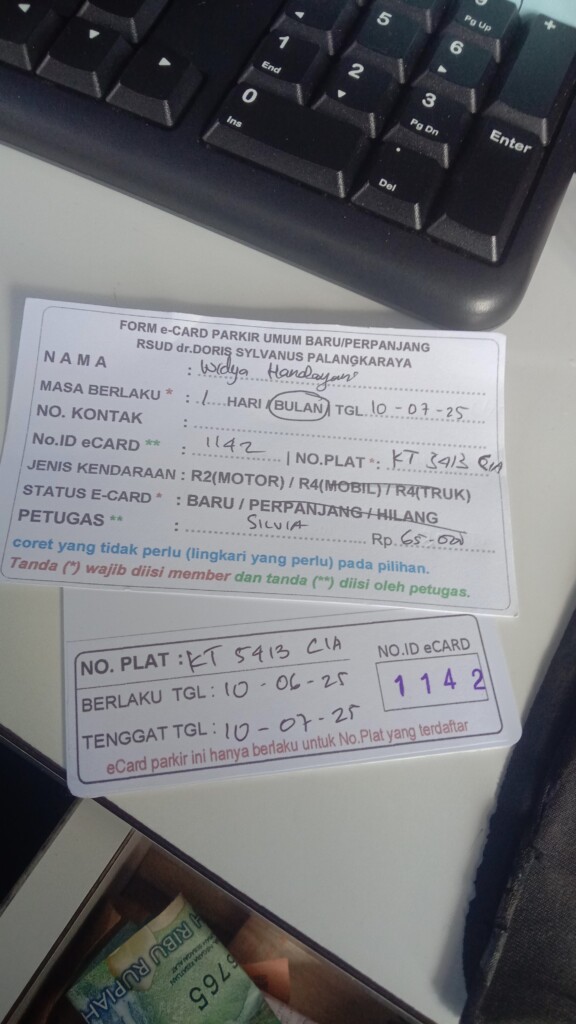 5
Pg Up
+
1
End
2
6
0
Ins
3
Pg Dn
.
Del
Enter
FORM e-CARD PARKIR UMUM BARU/PERPANJANG
RSUD dr.DORIS SYLVANUS PALANGKARAYA
NAMA : Widya Handayani
MASA BERLAKU * : 1 HARI / BULAN / TGL 10-07-25
NO. KONTAK :
No.ID eCARD ** : 1142 | NO.PLAT *: KT 5413 CIA
JENIS KENDARAAN : R2(MOTOR) / R4(MOBIL) / R4(TRUK)
STATUS E-CARD * : BARU / PERPANJANG / HILANG
PETUGAS ** : SILVIA Rp. 65-000
coret yang tidak perlu (lingkari yang perlu) pada pilihan.
Tanda (*) wajib diisi member dan tanda (**) diisi oleh petugas.
NO. PLAT : KT 5413 CIA
NO.ID eCARD
BERLAKU TGL : 10-06-25
1142
TENGGAT TGL : 10-07-25
eCard parkir ini hanya berlaku untuk No.Plat yang terdaftar
RIBU RUPIAH
6765